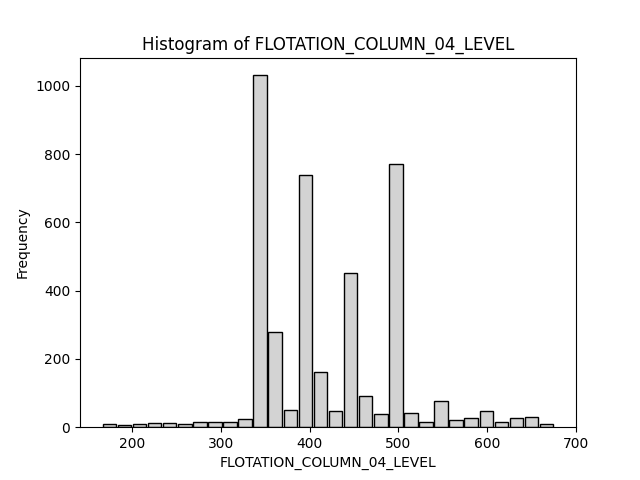 Histogram of FLOTATION_COLUMN_04_LEVEL
1000
800
600
400
200
0
Frequency
200 300 400 500 600 700
FLOTATION_COLUMN_04_LEVEL